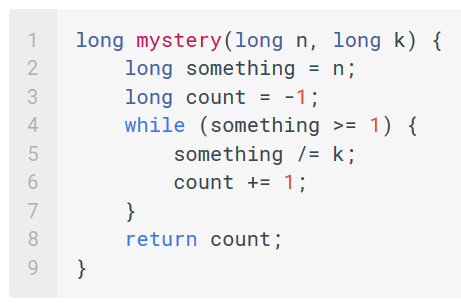 1 long mystery(long n, long k) {
2     long something = n;
3     long count = -1;
4     while (something >= 1) {
5         something /= k;
6         count += 1;
7     }
8     return count;
9 }